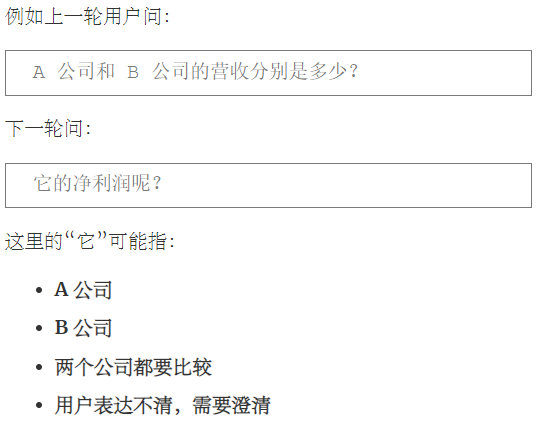 例如上一轮用户问：
A 公司和 B 公司的营收分别是多少？
下一轮问：
它的净利润呢？
这里的“它”可能指：
• A 公司
• B 公司
• 两个公司都要比较
• 用户表达不清，需要澄清